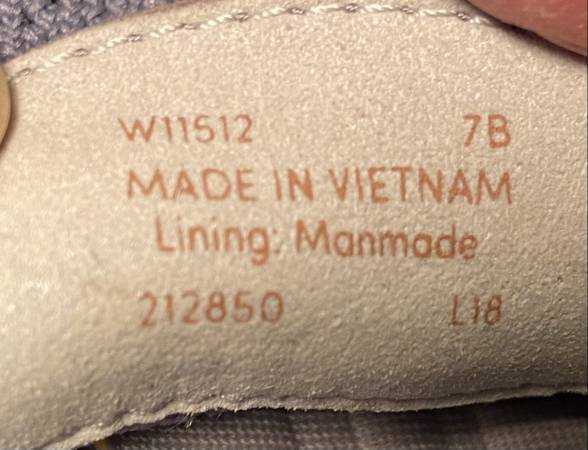 W11512 7B
MADE IN VIETNAM
Lining: Manmade
212850 L18